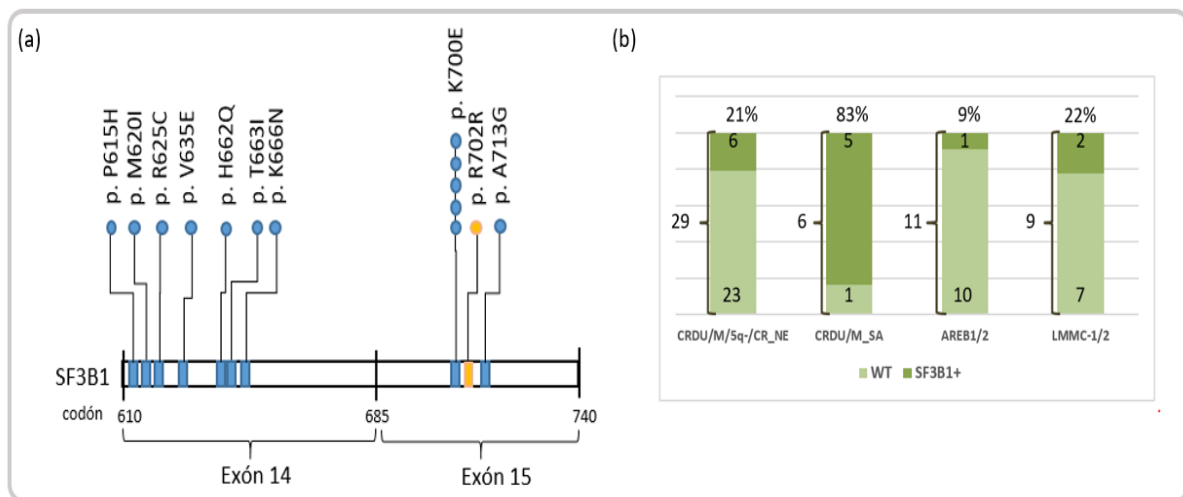 (a)
p. P615H
p. M620I
p. R625C
p. V635E
p. H662Q
p. T663I
p. K666N
p. K700E
p. R702R
p. A713G
SF3B1
codón
610
685
740
Exón 14
Exón 15
(b)
21%
83%
9%
22%
6
5
1
2
29
6
11
9
23
1
10
7
CRDU/M/5q-/CR_NE
CRDU/M_SA
AREB1/2
LMMC-1/2
WT
SF3B1+